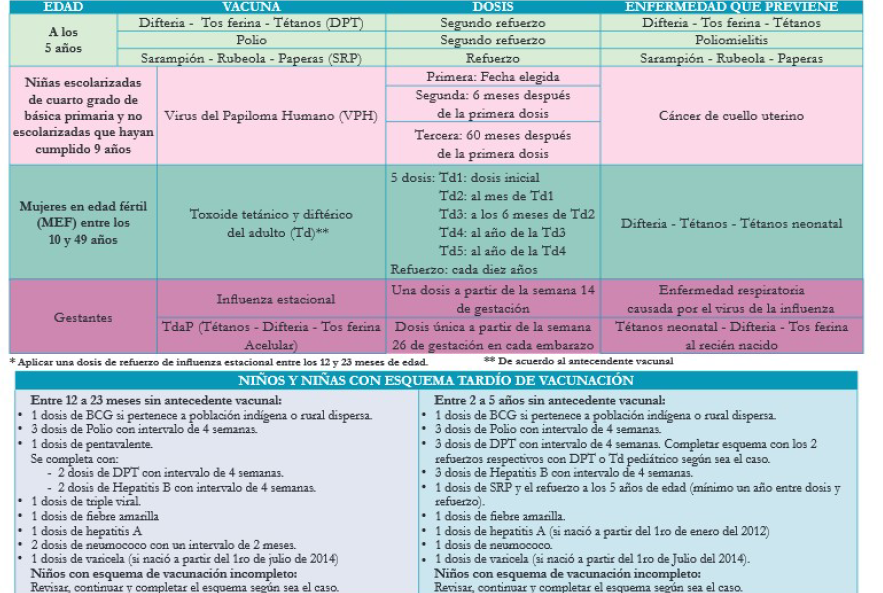 EDAD VACUNA DOSIS ENFERMEDAD QUE PREVIENE
A los
5 años
Difteria - Tos ferina - Tétanos (DPT) Segundo refuerzo Difteria - Tos ferina - Tétanos
Polio Segundo refuerzo Poliomielitis
Sarampión - Rubeola - Paperas (SRP) Refuerzo Sarampión - Rubeola - Paperas
Niñas escolarizadas
de cuarto grado de
básica primaria y no
escolarizadas que hayan
cumplido 9 años
Virus del Papiloma Humano (VPH)
Primera: Fecha elegida
Segunda: 6 meses después
de la primera dosis
Tercera: 60 meses después
de la primera dosis
Cáncer de cuello uterino
Mujeres en edad fértil
(MEF) entre los
10 y 49 años
Toxoide tetánico y diftérico
del adulto (Td)**
5 dosis: Td1: dosis inicial
Td2: al mes de Td1
Td3: a los 6 meses de Td2
Td4: al año de la Td3
Td5: al año de la Td4
Refuerzo: cada diez años
Difteria - Tétanos - Tétanos neonatal
Gestantes
Influenza estacional
Una dosis a partir de la semana 14
de gestación
Enfermedad respiratoria
causada por el virus de la influenza
TdaP (Tétanos - Difteria - Tos ferina
Acelular)
Dosis única a partir de la semana
26 de gestación en cada embarazo
Tétanos neonatal - Difteria - Tos ferina
al recién nacido
* Aplicar una dosis de refuerzo de influenza estacional entre los 12 y 23 meses de edad. ** De acuerdo al antecendente vacunal
NIÑOS Y NIÑAS CON ESQUEMA TARDÍO DE VACUNACIÓN
Entre 12 a 23 meses sin antecedente vacunal:
• 1 dosis de BCG si pertenece a población indígena o rural dispersa.
• 3 dosis de Polio con intervalo de 4 semanas.
• 1 dosis de pentavalente.
Se completa con:
- 2 dosis de DPT con intervalo de 4 semanas.
- 2 dosis de Hepatitis B con intervalo de 4 semanas.
• 1 dosis de triple viral.
• 1 dosis de fiebre amarilla
• 1 dosis de hepatitis A
• 2 dosis de neumococo con un intervalo de 2 meses.
• 1 dosis de varicela (si nació a partir del 1ro de julio de 2014)
Niños con esquema de vacunación incompleto:
Revisar, continuar y completar el esquema según sea el caso.
Entre 2 a 5 años sin antecedente vacunal:
• 1 dosis de BCG si pertenece a población indígena o rural dispersa.
• 3 dosis de Polio con intervalo de 4 semanas.
• 3 dosis de DPT con intervalo de 4 semanas. Completar esquema con los 2
refuerzos respectivos con DPT o Td pediátrico según sea el caso.
• 3 dosis de Hepatitis B con intervalo de 4 semanas.
• 1 dosis de SRP y el refuerzo a los 5 años de edad (mínimo un año entre dosis y
refuerzo).
• 1 dosis de fiebre amarilla.
• 1 dosis de hepatitis A (si nació a partir del 1ro de enero del 2012)
• 1 dosis de neumococo.
• 1 dosis de varicela (si nació a partir del 1ro de Julio del 2014).
Niños con esquema de vacunación incompleto:
Revisar, continuar y completar el esquema según sea el caso.